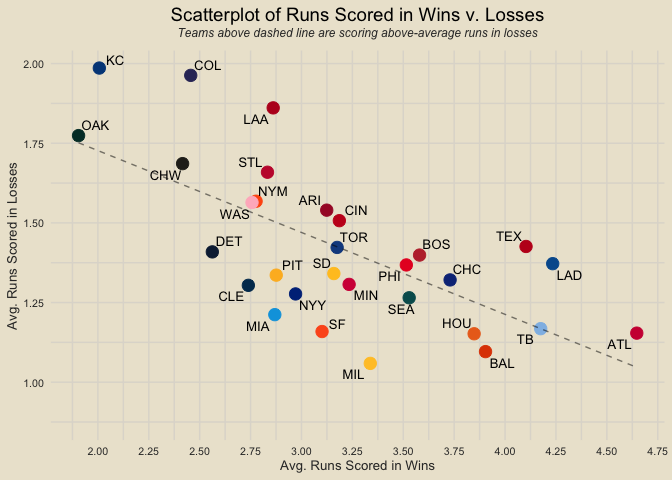 Scatterplot of Runs Scored in Wins v. Losses
Teams above dashed line are scoring above-average runs in losses
2.00
1.75
1.50
1.25
1.00
Avg. Runs Scored in Losses
KC
COL
LAA
OAK
CHW
STL
NYM
WAS
ARI
CIN
TOR
DET
BOS
TEX
PIT
SD
PHI
CHC
LAD
CLE
NYY
MIN
SEA
MIA
SF
HOU
TB
ATL
MIL
BAL
2.00 2.25 2.50 2.75 3.00 3.25 3.50 3.75 4.00 4.25 4.50 4.75
Avg. Runs Scored in Wins